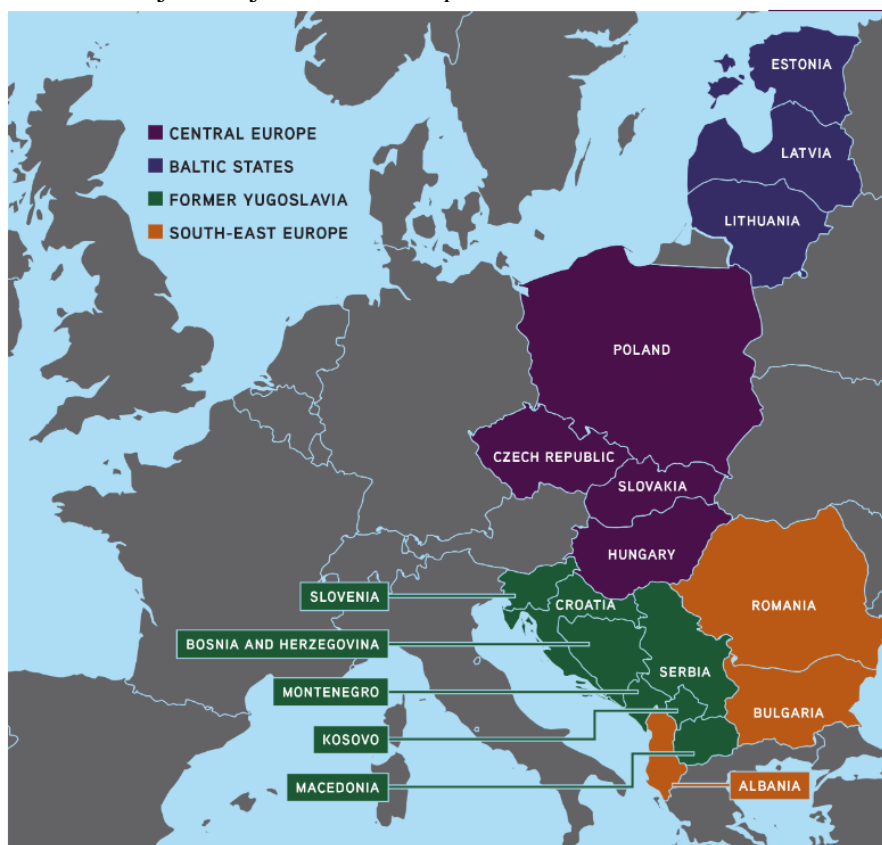 CENTRAL EUROPE
BALTIC STATES
FORMER YUGOSLAVIA
SOUTH-EAST EUROPE
ESTONIA
LATVIA
LITHUANIA
POLAND
CZECH REPUBLIC
SLOVAKIA
HUNGARY
SLOVENIA
CROATIA
ROMANIA
BOSNIA AND HERZEGOVINA
SERBIA
MONTENEGRO
BULGARIA
KOSOVO
MACEDONIA
ALBANIA